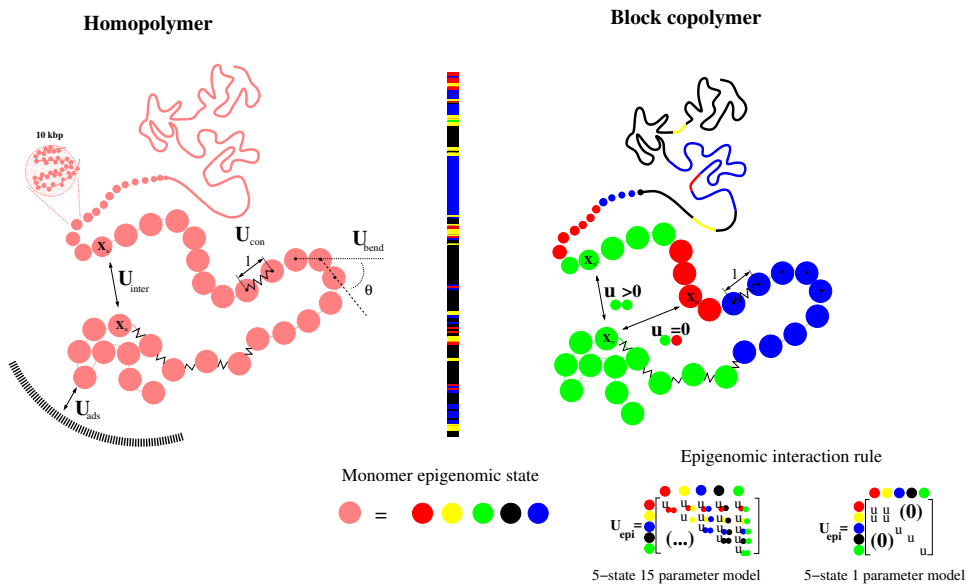 Homopolymer
Block copolymer
10 kbp
X
U con
l
U bend
θ
U inter
X
U ads
X
l
u >0
X
u =0
X
Monomer epigenomic state
=
Epigenomic interaction rule
U epi =
u u u u u
u u u u
(...) u u u
u u
u
U epi =
u u (0)
u u
(0) u
u
u
5−state 15 parameter model
5−state 1 parameter model